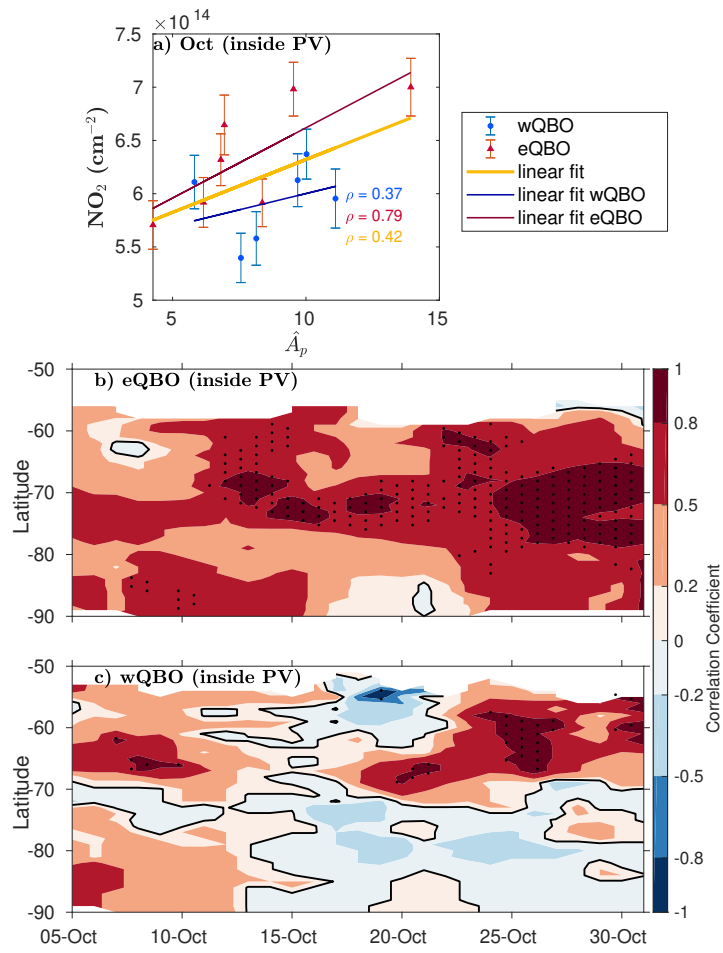 ×10 14
a) Oct (inside PV)
7.5
7
6.5
6
5.5
5
NO2 (cm−2)
5
10
15
Âp
ρ = 0.37
ρ = 0.79
ρ = 0.42
wQBO
eQBO
linear fit
linear fit wQBO
linear fit eQBO
b) eQBO (inside PV)
-50
-60
-70
-80
-90
Latitude
c) wQBO (inside PV)
-50
-60
-70
-80
-90
Latitude
05-Oct
10-Oct
15-Oct
20-Oct
25-Oct
30-Oct
1
0.8
0.5
0.2
0
-0.2
-0.5
-0.8
-1
Correlation Coefficient